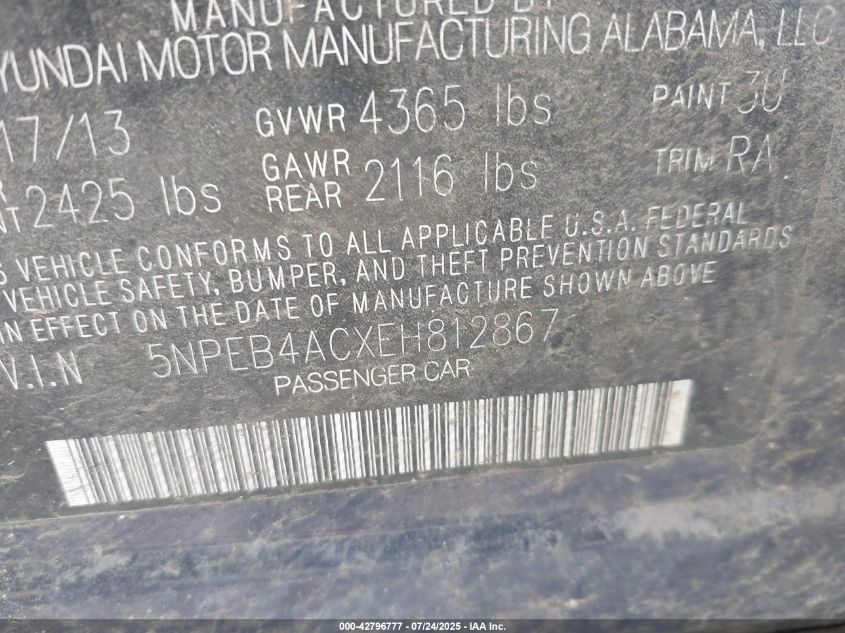 MANUFACTURED BY
YUNDAI MOTOR MANUFACTURING ALABAMA, LLC
17/13 GVWR 4365 lbs PAINT 3U
2425 lbs GAWR REAR 2116 lbs TRIM RA
VEHICLE CONFORMS TO ALL APPLICABLE U.S.A. FEDERAL
VEHICLE SAFETY, BUMPER, AND THEFT PREVENTION STANDARDS
IN EFFECT ON THE DATE OF MANUFACTURE SHOWN ABOVE
V.I.N 5NPEB4ACXEH812867
PASSENGER CAR
000-42796777 - 07/24/2025 - IAA Inc.